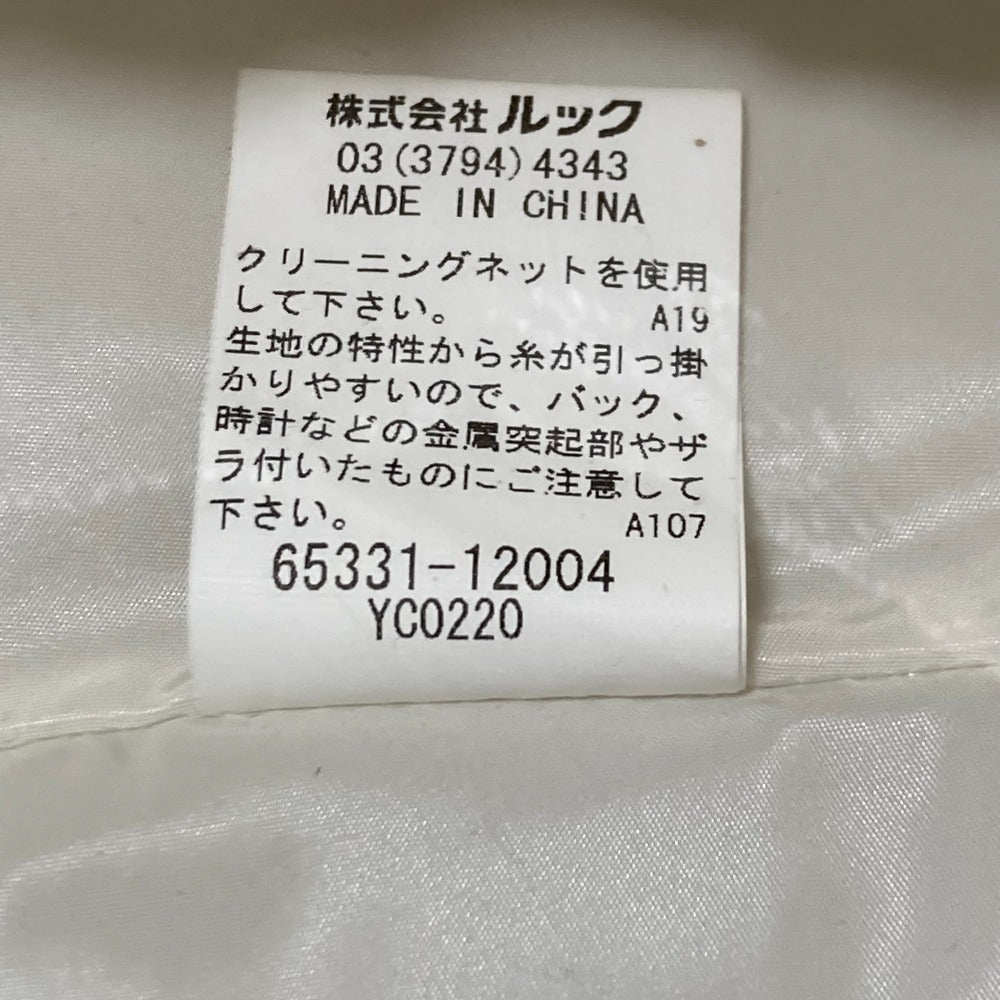 株式会社 ルック
03(3794)4343
MADE IN CHINA
クリーニングネットを使用
して下さい。 A19
生地の特性から糸が引っ掛
かりやすいので、バック、
時計などの金属突起部やザ
ラ付いたものにご注意して
下さい。 A107
65331-12004
YC0220